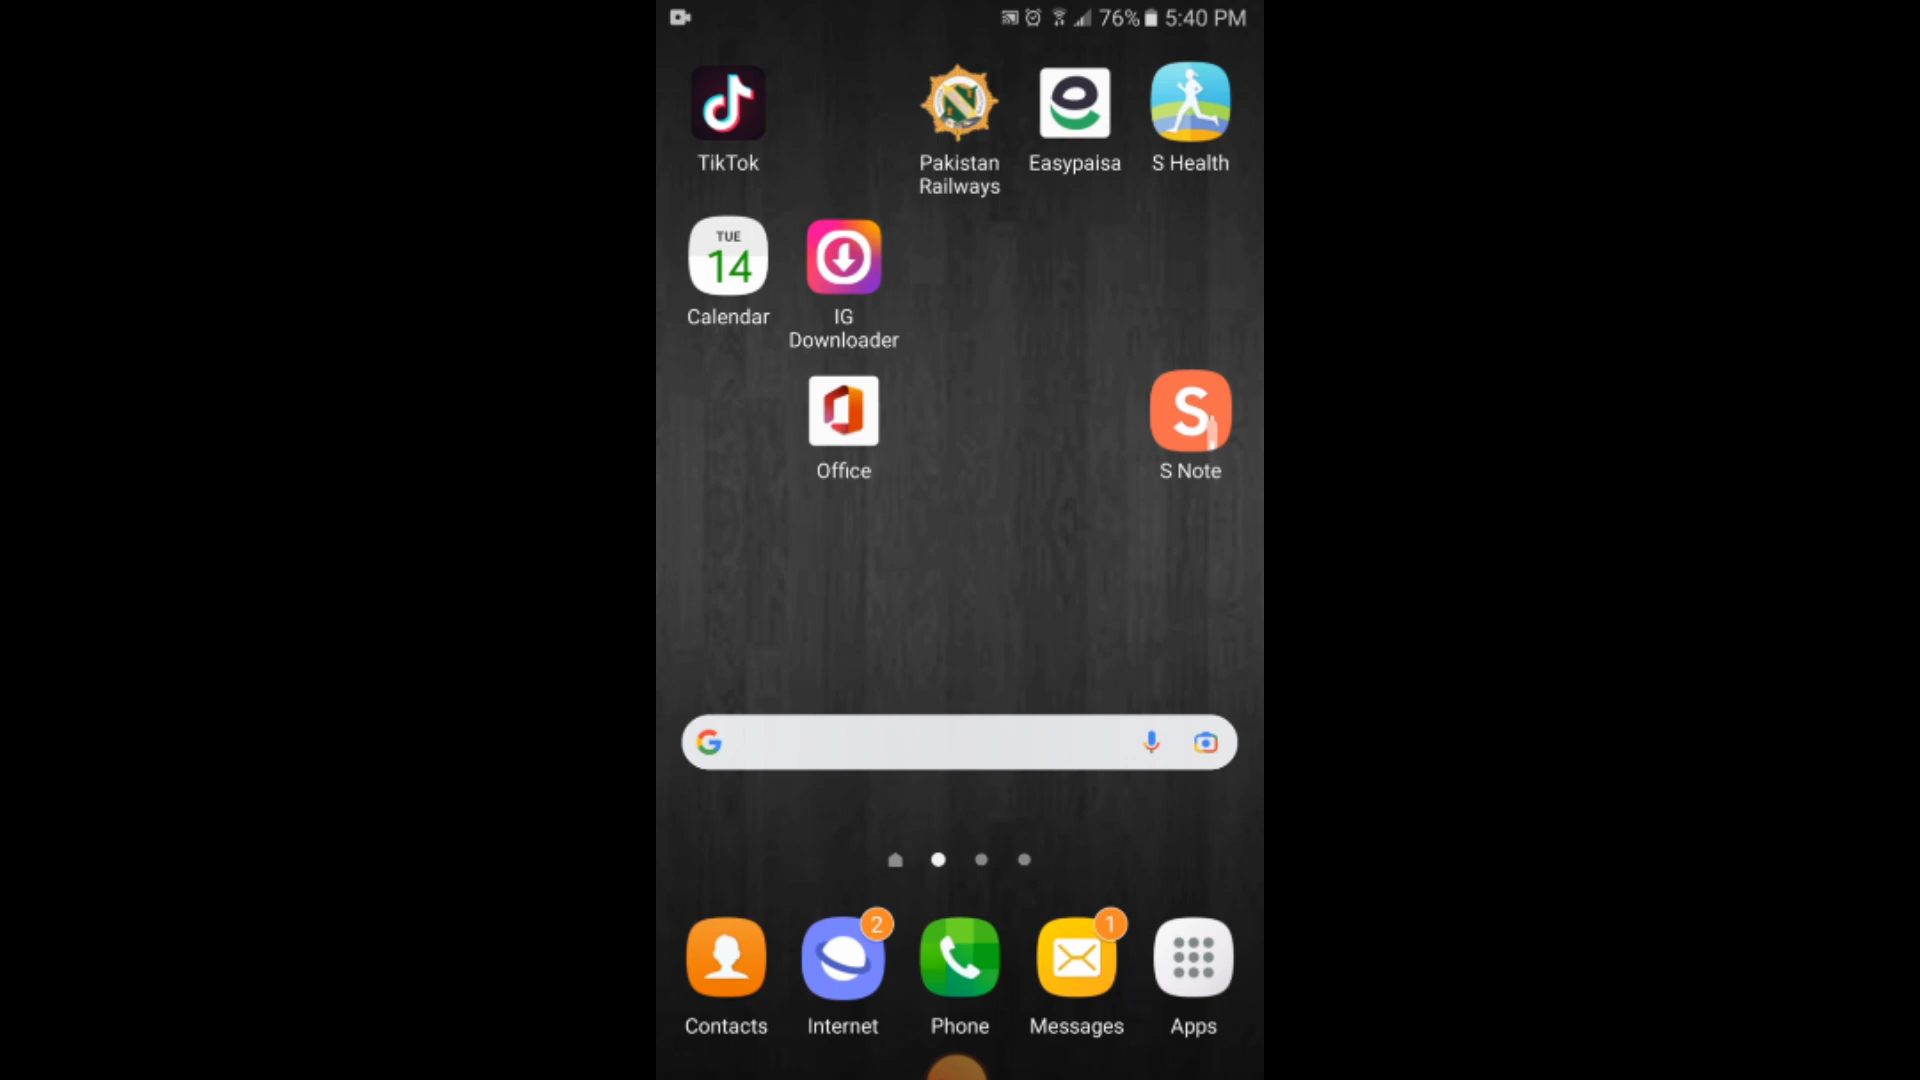 76% 5:40 PM
TikTok
Pakistan
Railways
Easypaisa
S Health
TUE
14
Calendar
IG
Downloader
Office
S
S Note
G
2
1
Contacts
Internet
Phone
Messages
Apps